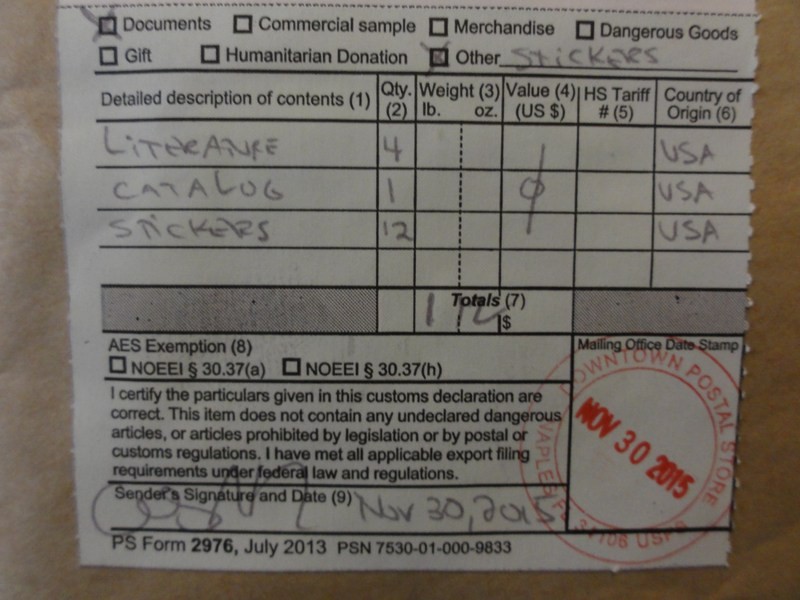 Documents Commercial sample Merchandise Dangerous Goods
Gift Humanitarian Donation Other STICKERS
Detailed description of contents (1) Qty. (2) Weight (3) lb. oz. Value (4) (US $) HS Tariff # (5) Country of Origin (6)
LITERATURE 4 USA
CATALOG 1 0 USA
STICKERS 12 USA
Totals (7)
1 12 $
AES Exemption (8)
NOEEI § 30.37(a) NOEEI § 30.37(h)
I certify the particulars given in this customs declaration are
correct. This item does not contain any undeclared dangerous
articles, or articles prohibited by legislation or by postal or
customs regulations. I have met all applicable export filing
requirements under federal law and regulations.
Sender's Signature and Date (9) Nov 30, 2015
PS Form 2976, July 2013 PSN 7530-01-000-9833
Mailing Office Date Stamp
DOWNTOWN POSTAL STORE
NOV 30 2015
NAPLES FL 34106 USPS